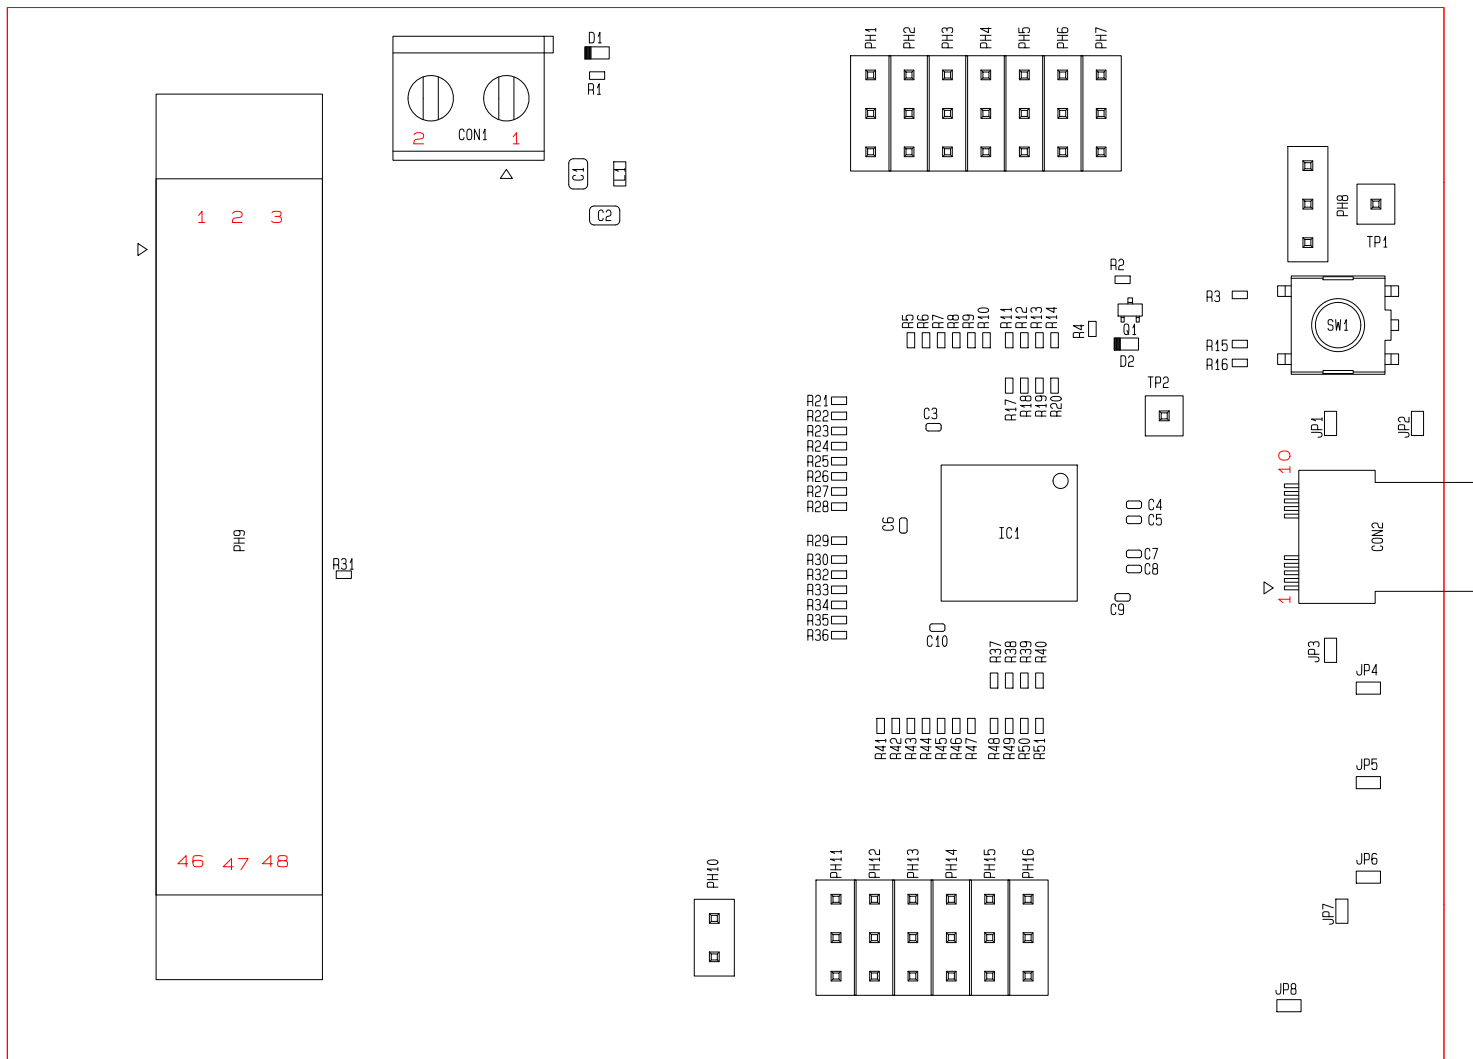 D1
R1
2
CON1
1
C1
L1
C2
PH1
PH2
PH3
PH4
PH5
PH6
PH7
PH8
TP1
1 2 3
R2
Q1
D2
R3
SW1
R15
R16
R4
R5
R6
R7
R8
R9
R10
R11
R12
R13
R14
R17
R18
R19
R20
TP2
JP1
JP2
R21
R22
R23
R24
R25
R26
R27
R28
R29
R30
R32
R33
R34
R35
R36
C3
C6
IC1
C4
C5
C7
C8
C9
C10
10
CON2
1
PH9
R31
R37
R38
R39
R40
JP3
JP4
R41
R42
R43
R44
R45
R46
R47
R48
R49
R50
R51
JP5
46 47 48
PH10
PH11
PH12
PH13
PH14
PH15
PH16
JP6
JP7
JP8